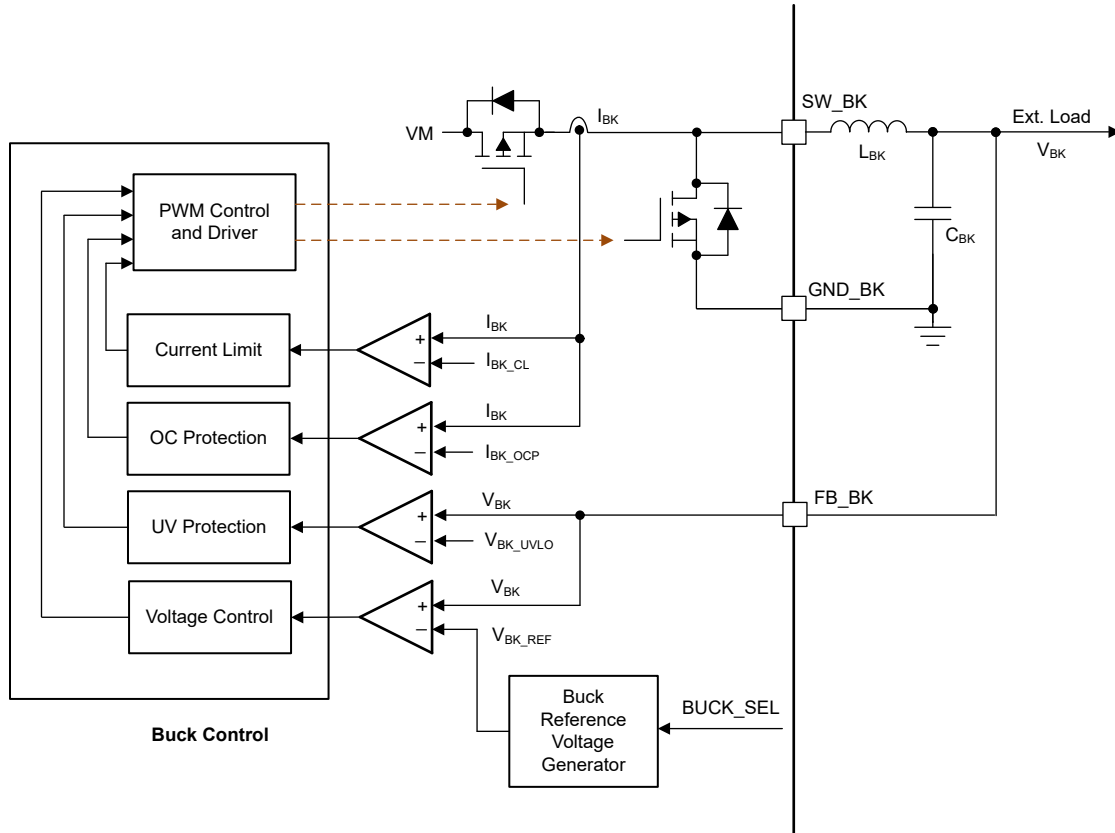 SW_BK
I_BK
Ext. Load
VM
L_BK
V_BK
PWM Control
and Driver
C_BK
GND_BK
I_BK
+
Current Limit
−
I_BK_CL
I_BK
+
OC Protection
−
I_BK_OCP
FB_BK
V_BK
+
UV Protection
−
V_BK_UVLO
V_BK
+
Voltage Control
−
V_BK_REF
Buck
Reference
Voltage
Generator
BUCK_SEL
Buck Control